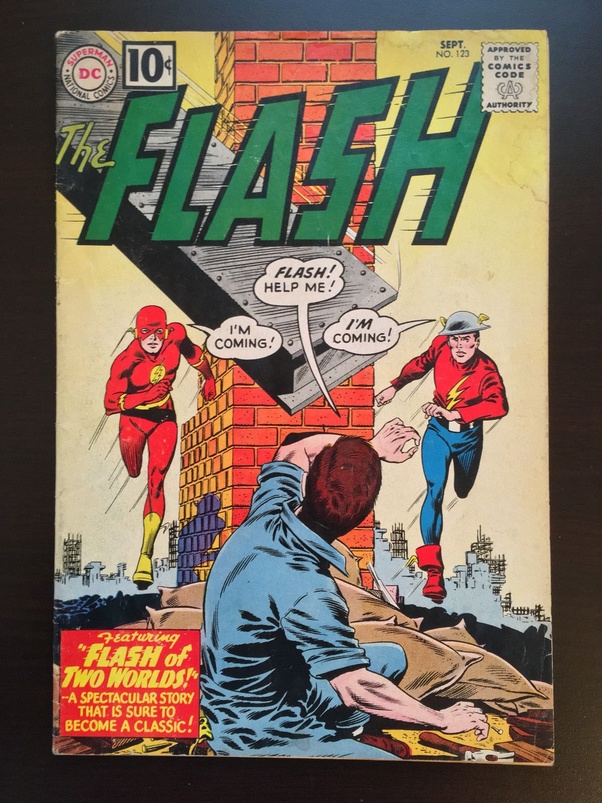 SUPERMAN
DC
NATIONAL COMICS
10¢
SEPT.
NO. 123
APPROVED
BY THE
COMICS
CODE
CA
AUTHORITY
The
FLASH
FLASH!
HELP ME!
I'M
COMING!
I'M
COMING!
Featuring
"FLASH of
TWO WORLDS!"
--A SPECTACULAR STORY
THAT IS SURE TO
BECOME A CLASSIC!